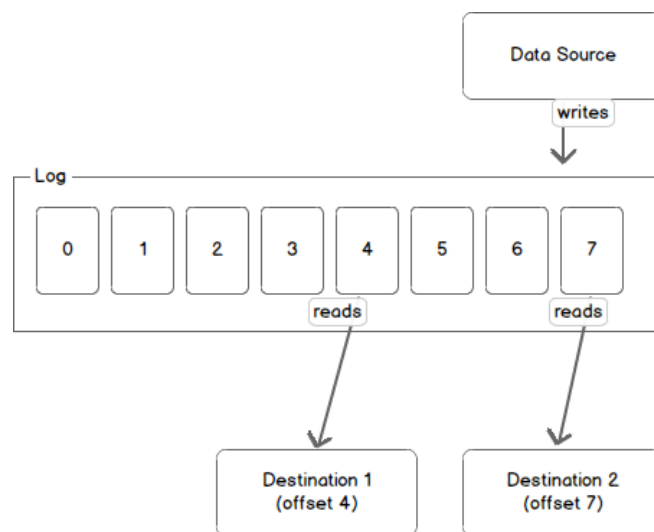 Data Source
writes
Log
0 1 2 3 4 5 6 7
reads reads
Destination 1
(offset 4)
Destination 2
(offset 7)